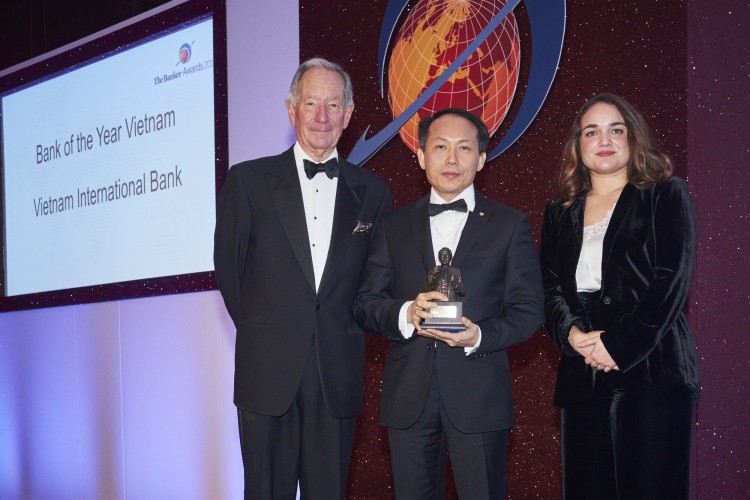 The Banker Awards 20
Bank of the Year Vietnam
Vietnam International Bank